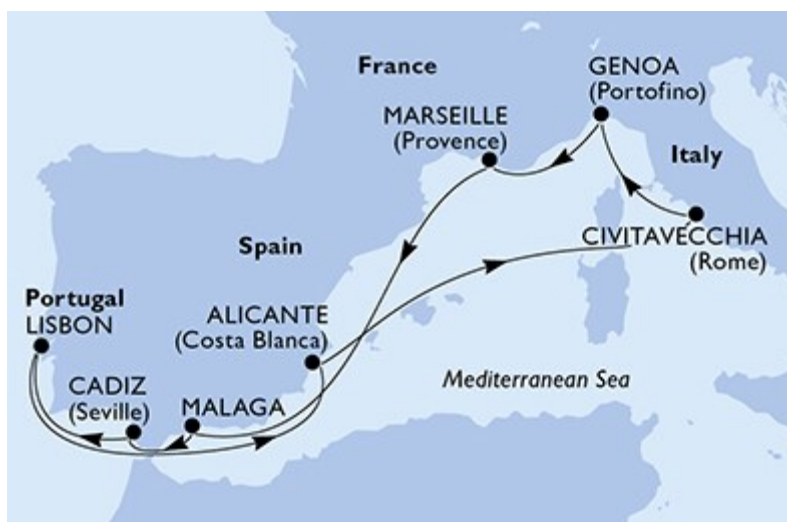 France
GENOA
(Portofino)
MARSEILLE
(Provence)
Italy
Spain
CIVITAVECCHIA
(Rome)
Portugal
LISBON
ALICANTE
(Costa Blanca)
Mediterranean Sea
CADIZ
(Seville)
MALAGA